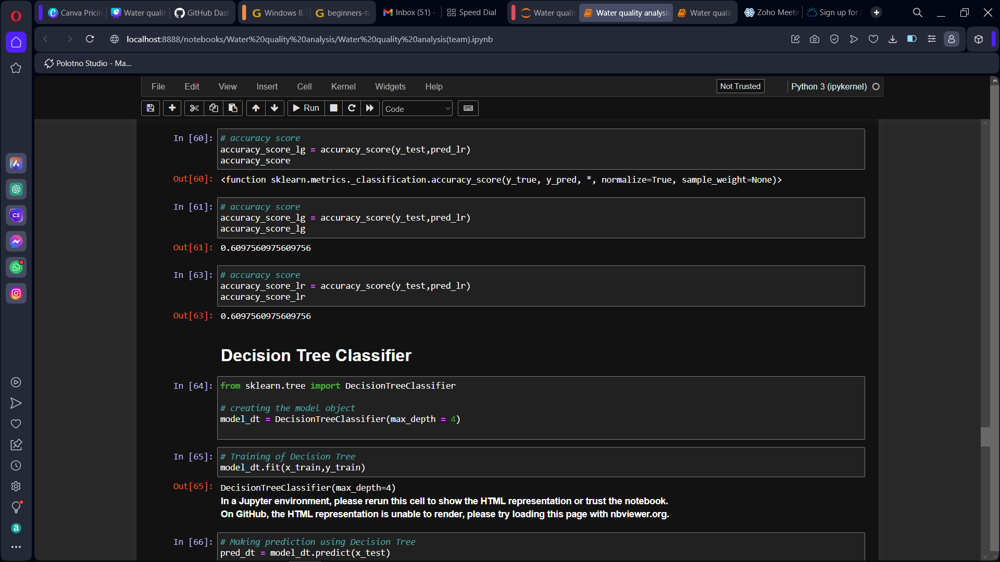 Canva Pricin
Water qualit
GitHub Dash
Windows 8.1
beginners-tu
Inbox (51) -
Speed Dial
Water qualit
Water quality analysis
Water qualit
Zoho Meetin
Sign up for
localhost:8888/notebooks/Water%20quality%20analysis/Water%20quality%20analysis(team).ipynb
Polotno Studio - Ma...
File Edit View Insert Cell Kernel Widgets Help
Not Trusted
Python 3 (ipykernel)
Run
Code
In [60]: # accuracy score
accuracy_score_lg = accuracy_score(y_test,pred_lr)
accuracy_score
Out[60]: <function sklearn.metrics._classification.accuracy_score(y_true, y_pred, *, normalize=True, sample_weight=None)>
In [61]: # accuracy score
accuracy_score_lg = accuracy_score(y_test,pred_lr)
accuracy_score_lg
Out[61]: 0.6097560975609756
In [63]: # accuracy score
accuracy_score_lr = accuracy_score(y_test,pred_lr)
accuracy_score_lr
Out[63]: 0.6097560975609756
Decision Tree Classifier
In [64]: from sklearn.tree import DecisionTreeClassifier
# creating the model object
model_dt = DecisionTreeClassifier(max_depth = 4)
In [65]: # Training of Decision Tree
model_dt.fit(x_train,y_train)
Out[65]: DecisionTreeClassifier(max_depth=4)
In a Jupyter environment, please rerun this cell to show the HTML representation or trust the notebook.
On GitHub, the HTML representation is unable to render, please try loading this page with nbviewer.org.
In [66]: # Making prediction using Decision Tree
pred_dt = model_dt.predict(x_test)
CS
a